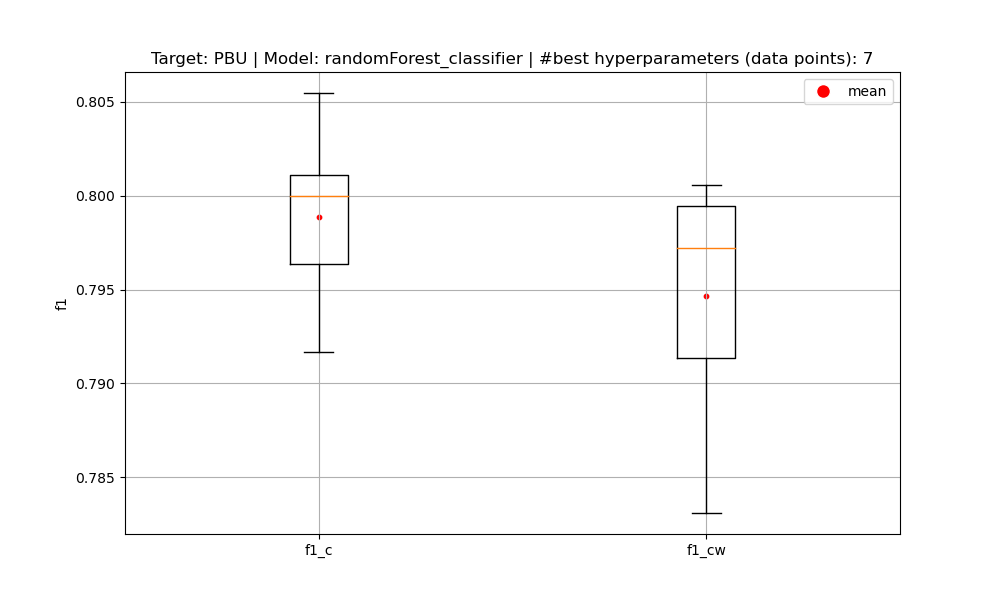 Target: PBU | Model: randomForest_classifier | #best hyperparameters (data points): 7
mean
0.805
0.800
0.795
0.790
0.785
f1
f1_c
f1_cw